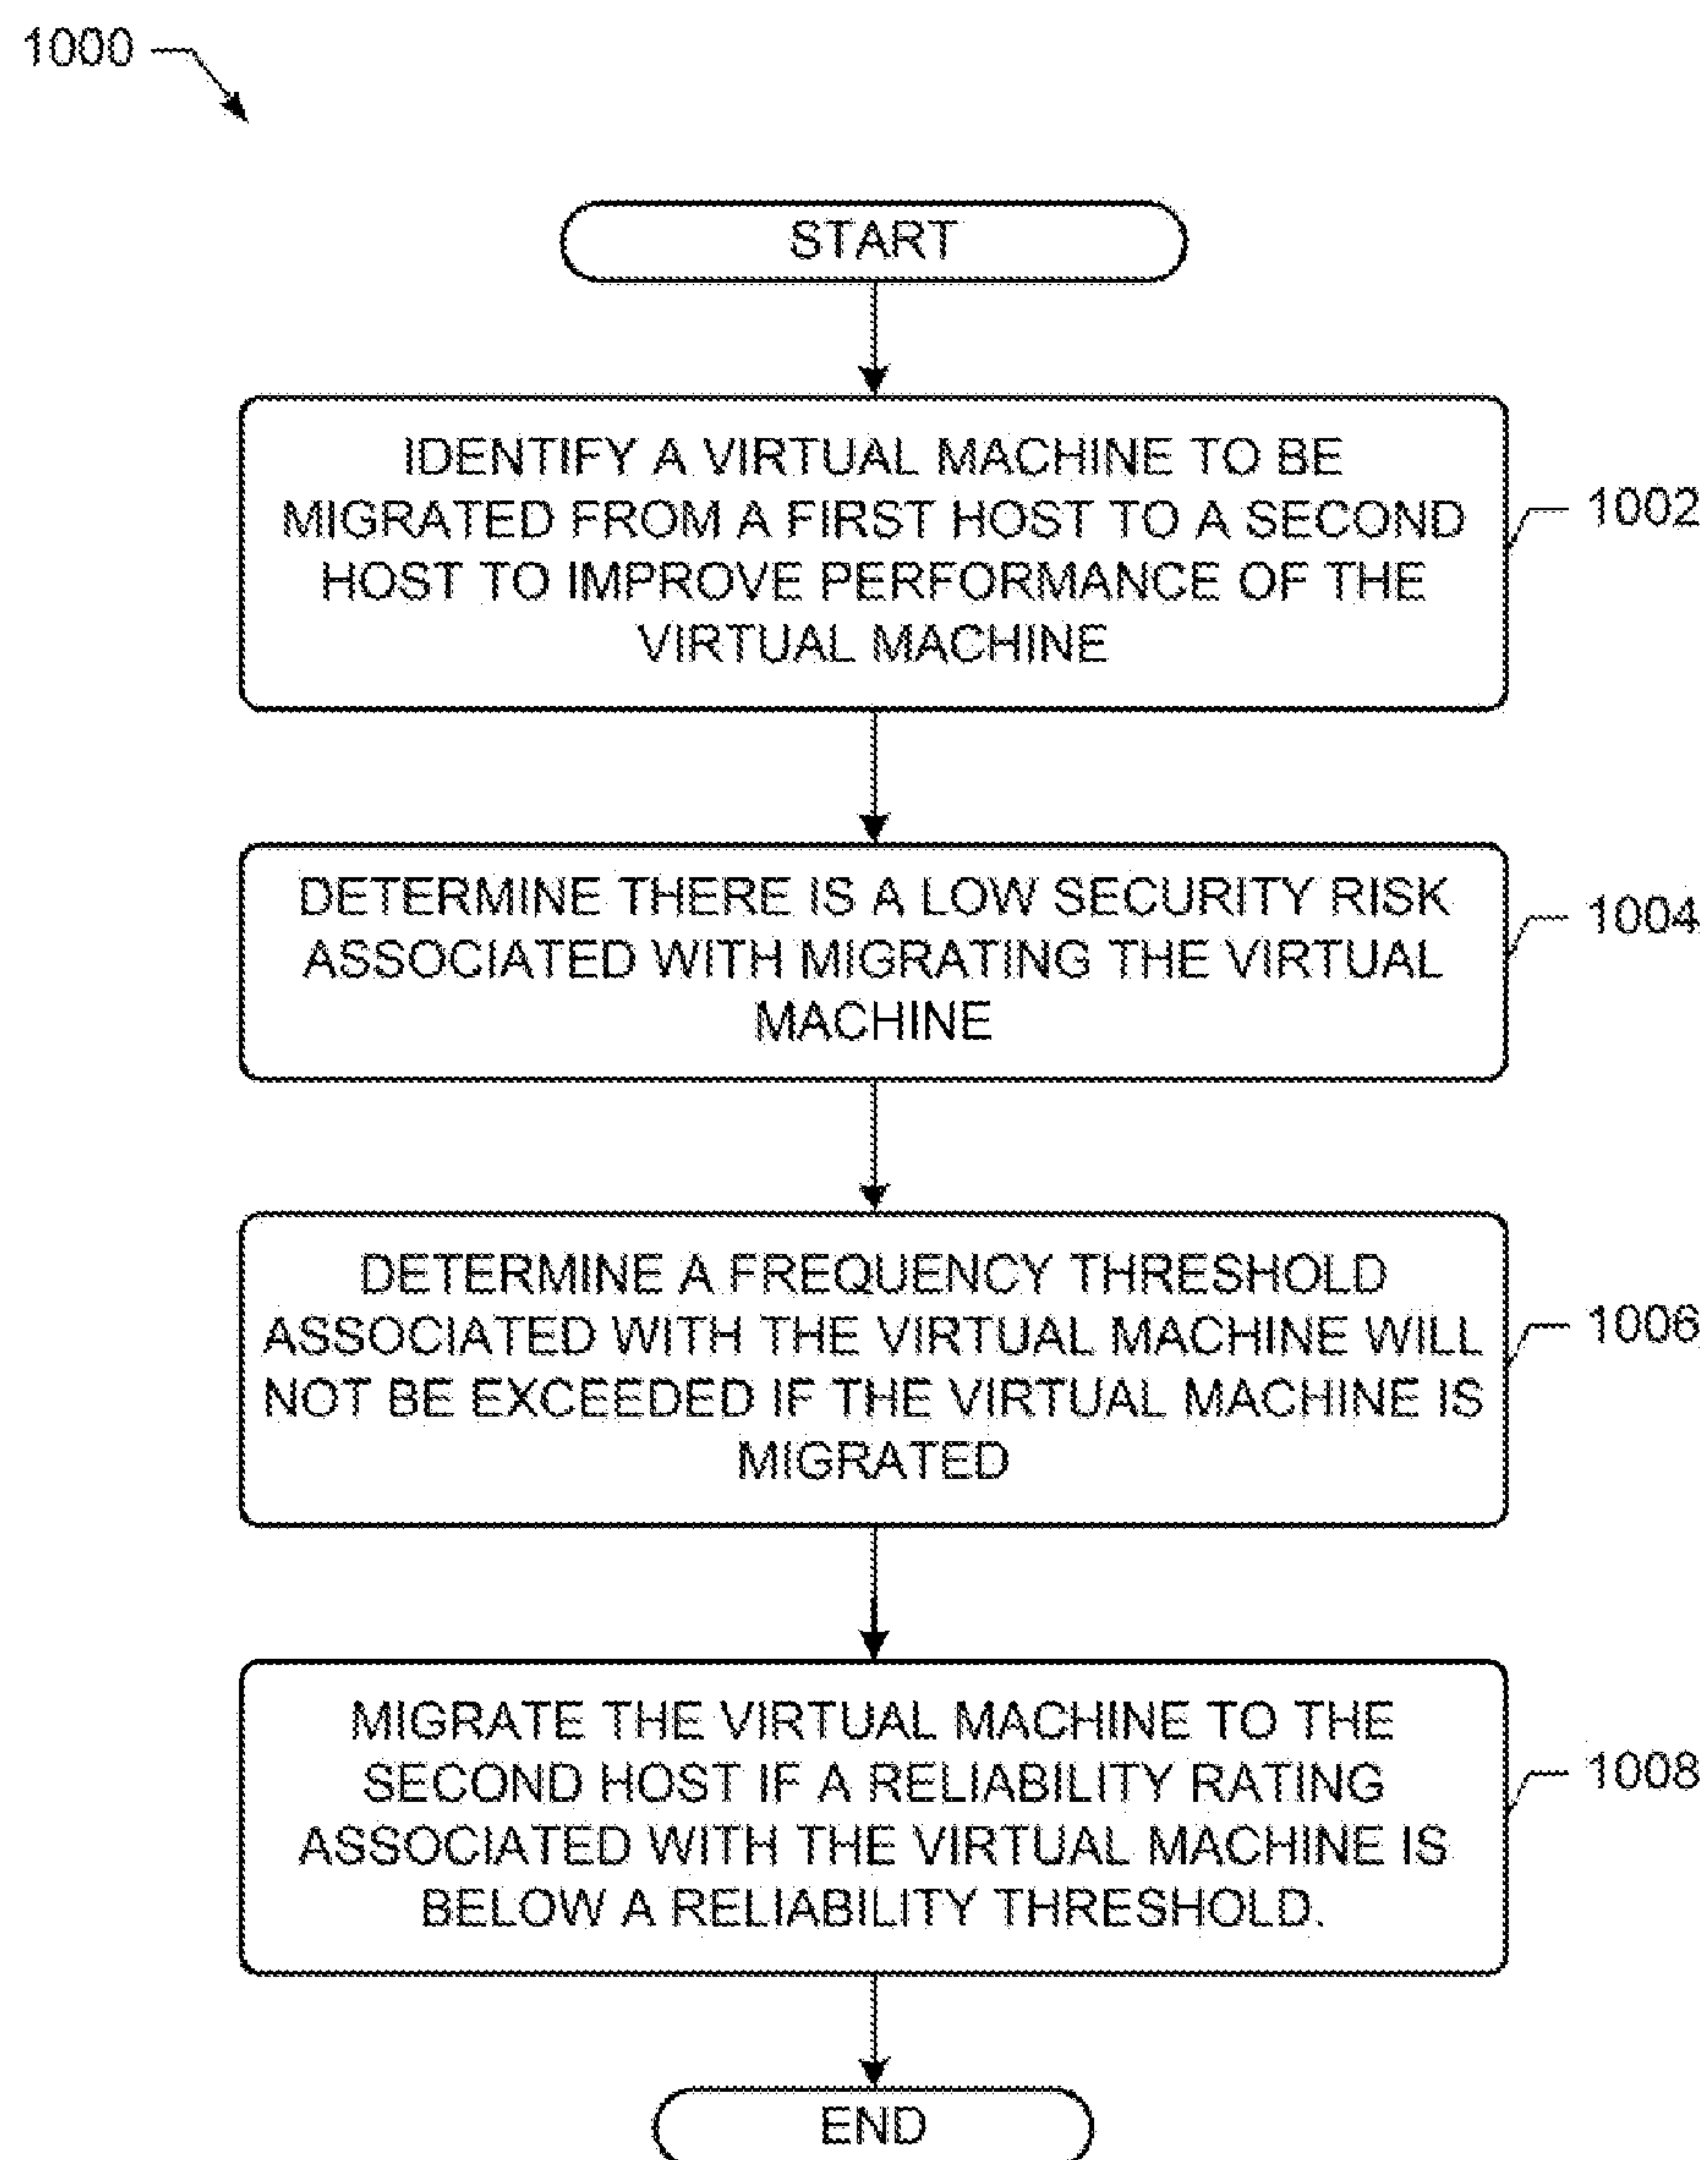 1000
START
IDENTIFY A VIRTUAL MACHINE TO BE
MIGRATED FROM A FIRST HOST TO A SECOND
HOST TO IMPROVE PERFORMANCE OF THE
VIRTUAL MACHINE
1002
DETERMINE THERE IS A LOW SECURITY RISK
ASSOCIATED WITH MIGRATING THE VIRTUAL
MACHINE
1004
DETERMINE A FREQUENCY THRESHOLD
ASSOCIATED WITH THE VIRTUAL MACHINE WILL
NOT BE EXCEEDED IF THE VIRTUAL MACHINE IS
MIGRATED
1006
MIGRATE THE VIRTUAL MACHINE TO THE
SECOND HOST IF A RELIABILITY RATING
ASSOCIATED WITH THE VIRTUAL MACHINE IS
BELOW A RELIABILITY THRESHOLD.
1008
END